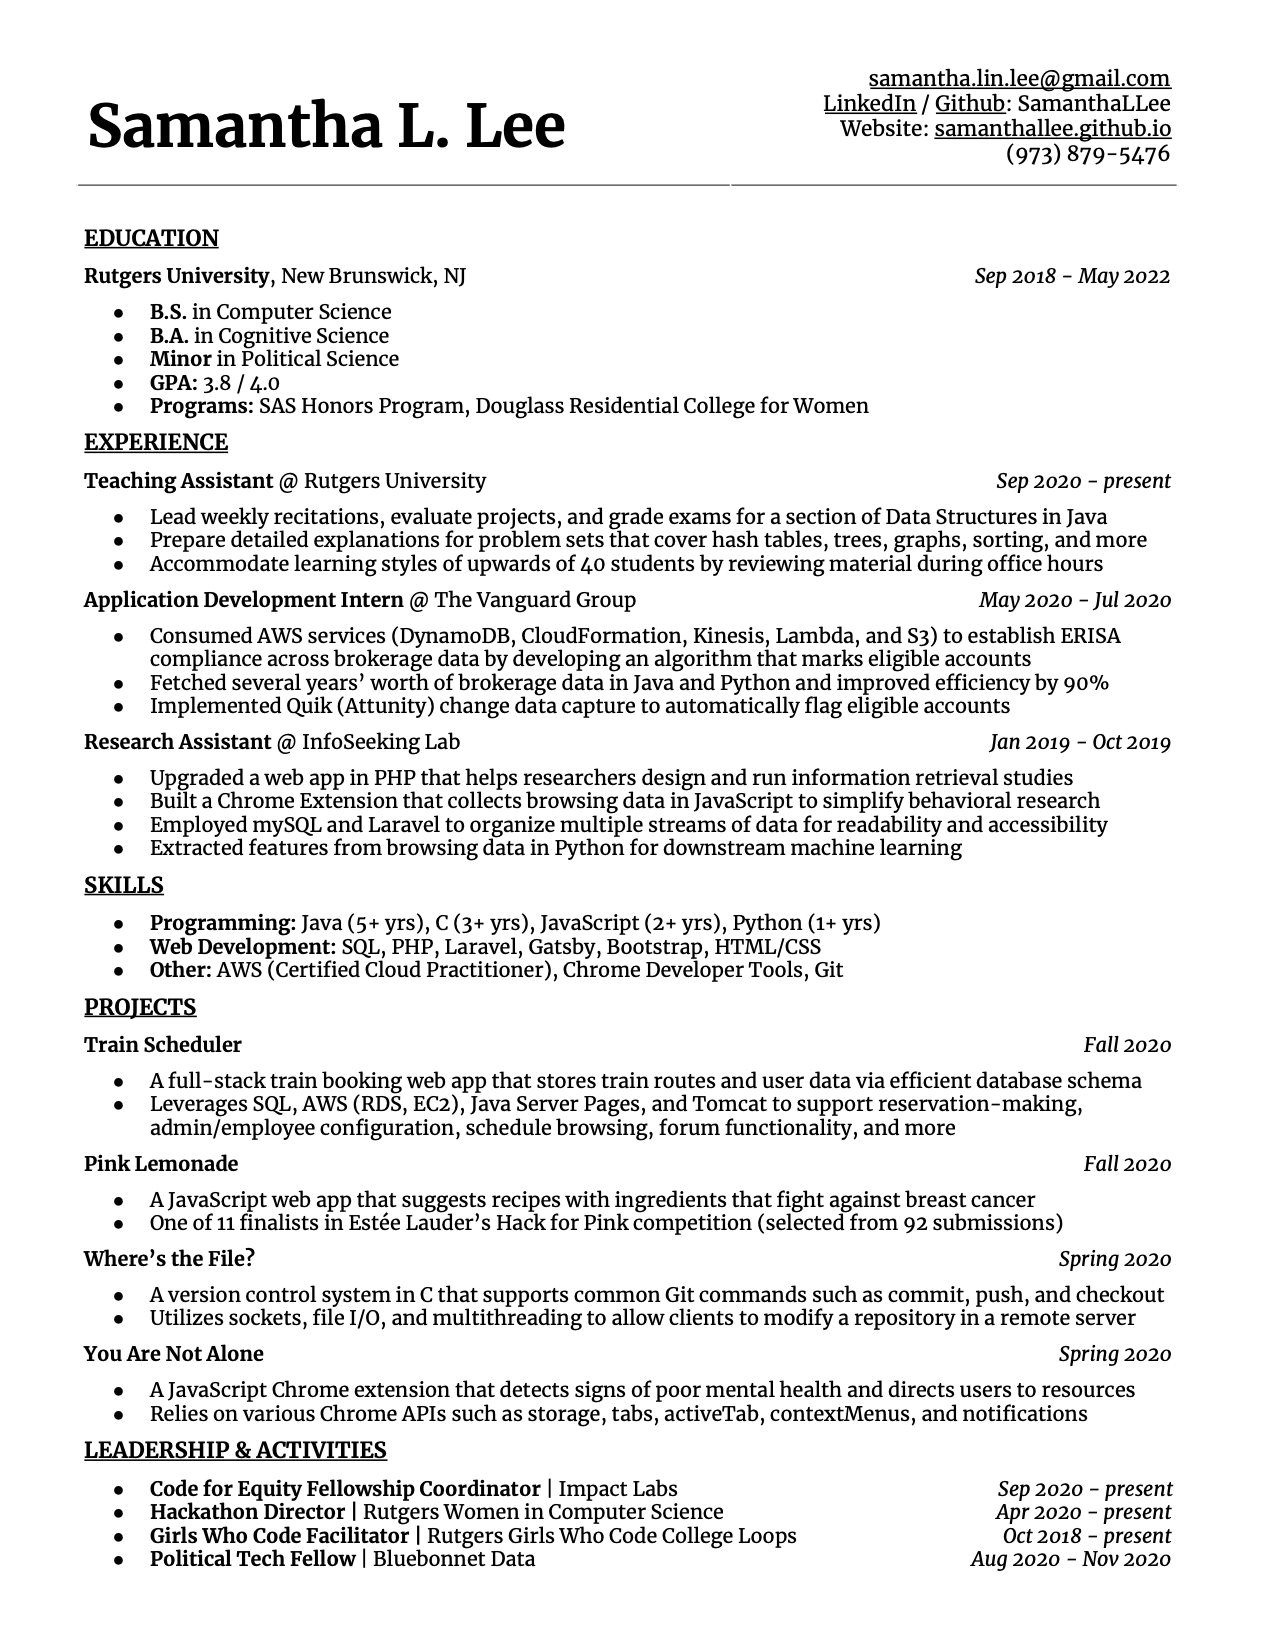 Samantha L. Lee
samantha.lin.lee@gmail.com
LinkedIn / Github: SamanthaLLee
Website: samanthallee.github.io
(973) 879-5476
EDUCATION
Rutgers University, New Brunswick, NJ Sep 2018 - May 2022
● B.S. in Computer Science
● B.A. in Cognitive Science
● Minor in Political Science
● GPA: 3.8 / 4.0
● Programs: SAS Honors Program, Douglass Residential College for Women
EXPERIENCE
Teaching Assistant @ Rutgers University Sep 2020 - present
● Lead weekly recitations, evaluate projects, and grade exams for a section of Data Structures in Java
● Prepare detailed explanations for problem sets that cover hash tables, trees, graphs, sorting, and more
● Accommodate learning styles of upwards of 40 students by reviewing material during office hours
Application Development Intern @ The Vanguard Group May 2020 - Jul 2020
● Consumed AWS services (DynamoDB, CloudFormation, Kinesis, Lambda, and S3) to establish ERISA
compliance across brokerage data by developing an algorithm that marks eligible accounts
● Fetched several years’ worth of brokerage data in Java and Python and improved efficiency by 90%
● Implemented Quik (Attunity) change data capture to automatically flag eligible accounts
Research Assistant @ InfoSeeking Lab Jan 2019 - Oct 2019
● Upgraded a web app in PHP that helps researchers design and run information retrieval studies
● Built a Chrome Extension that collects browsing data in JavaScript to simplify behavioral research
● Employed mySQL and Laravel to organize multiple streams of data for readability and accessibility
● Extracted features from browsing data in Python for downstream machine learning
SKILLS
● Programming: Java (5+ yrs), C (3+ yrs), JavaScript (2+ yrs), Python (1+ yrs)
● Web Development: SQL, PHP, Laravel, Gatsby, Bootstrap, HTML/CSS
● Other: AWS (Certified Cloud Practitioner), Chrome Developer Tools, Git
PROJECTS
Train Scheduler Fall 2020
● A full-stack train booking web app that stores train routes and user data via efficient database schema
● Leverages SQL, AWS (RDS, EC2), Java Server Pages, and Tomcat to support reservation-making,
admin/employee configuration, schedule browsing, forum functionality, and more
Pink Lemonade Fall 2020
● A JavaScript web app that suggests recipes with ingredients that fight against breast cancer
● One of 11 finalists in Estée Lauder’s Hack for Pink competition (selected from 92 submissions)
Where’s the File? Spring 2020
● A version control system in C that supports common Git commands such as commit, push, and checkout
● Utilizes sockets, file I/O, and multithreading to allow clients to modify a repository in a remote server
You Are Not Alone Spring 2020
● A JavaScript Chrome extension that detects signs of poor mental health and directs users to resources
● Relies on various Chrome APIs such as storage, tabs, activeTab, contextMenus, and notifications
LEADERSHIP & ACTIVITIES
● Code for Equity Fellowship Coordinator | Impact Labs Sep 2020 - present
● Hackathon Director | Rutgers Women in Computer Science Apr 2020 - present
● Girls Who Code Facilitator | Rutgers Girls Who Code College Loops Oct 2018 - present
● Political Tech Fellow | Bluebonnet Data Aug 2020 - Nov 2020